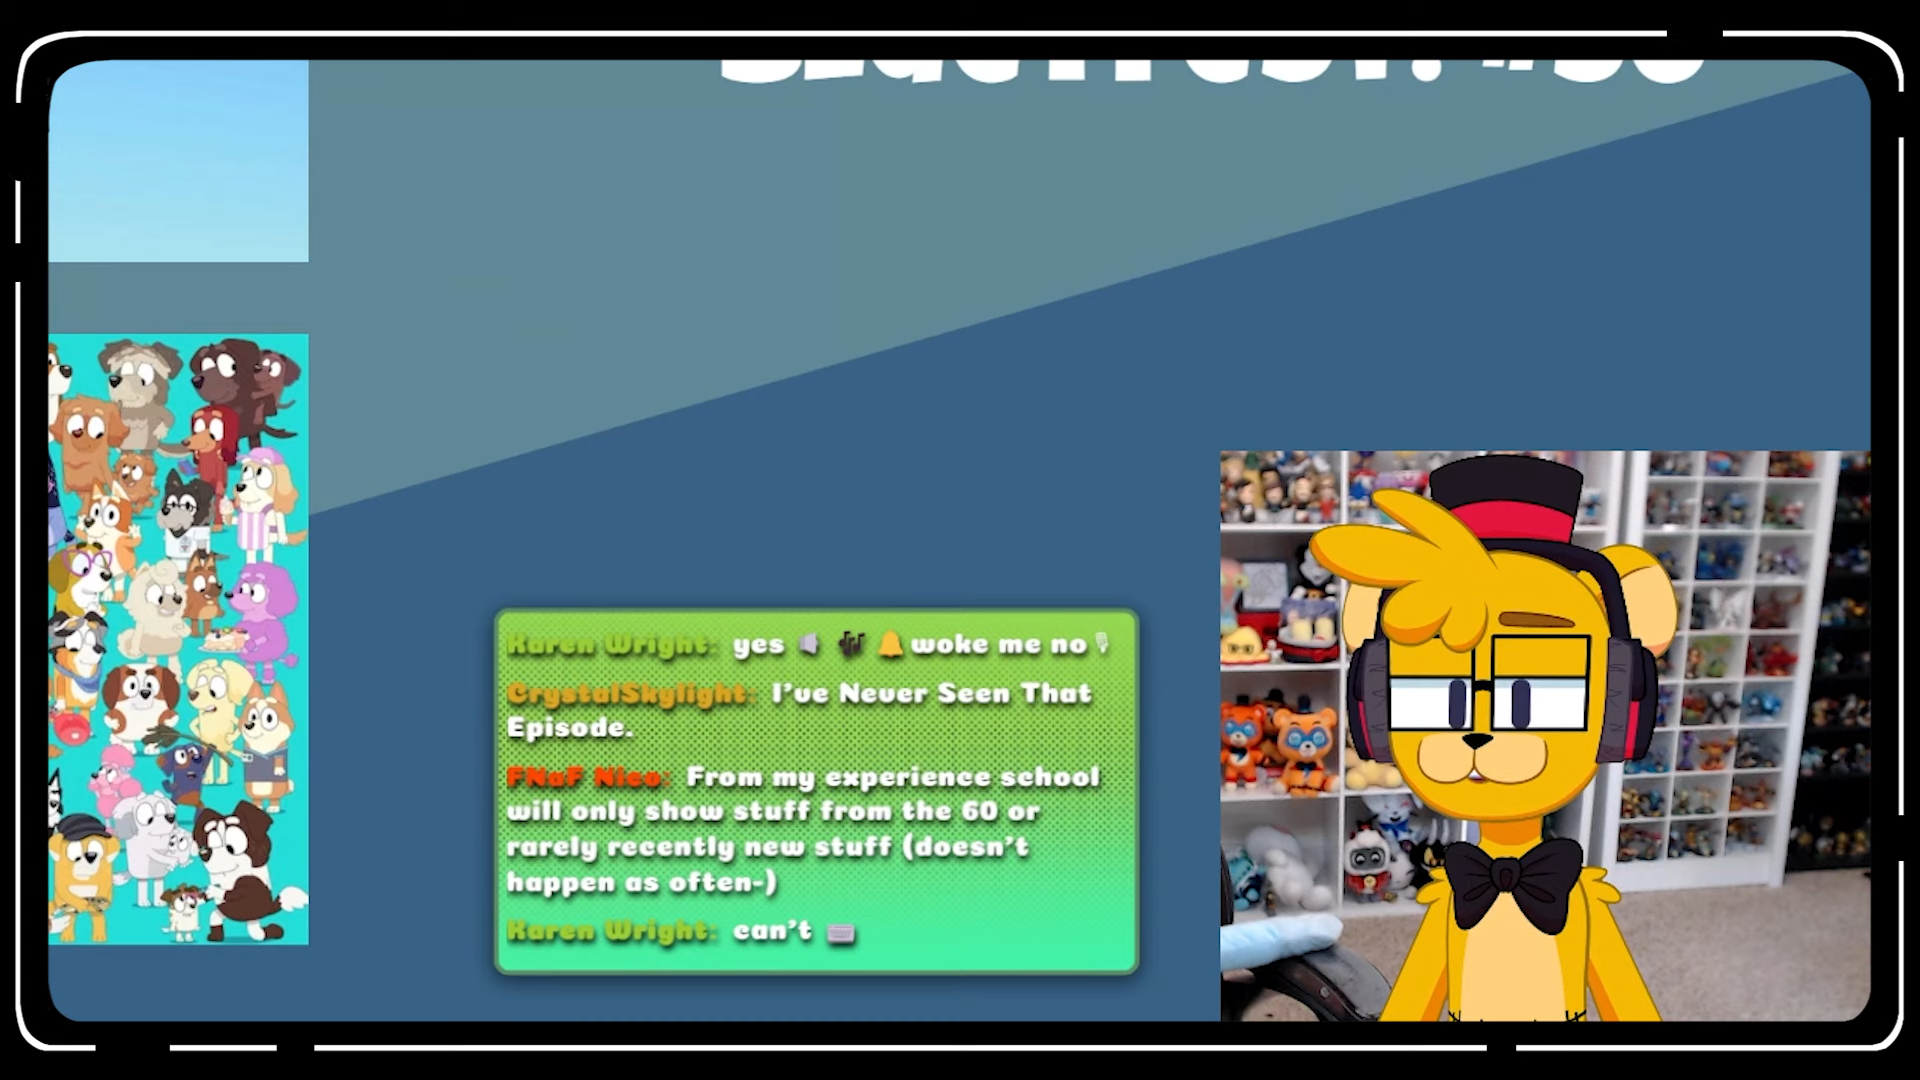 Karen Wright: yes 🔈 🎶 🔔 woke me no 🎙
CrystalSkylight: I've Never Seen That
Episode.
FNaF Nico: From my experience school
will only show stuff from the 60 or
rarely recently new stuff (doesn't
happen as often-)
Karen Wright: can't ⌨